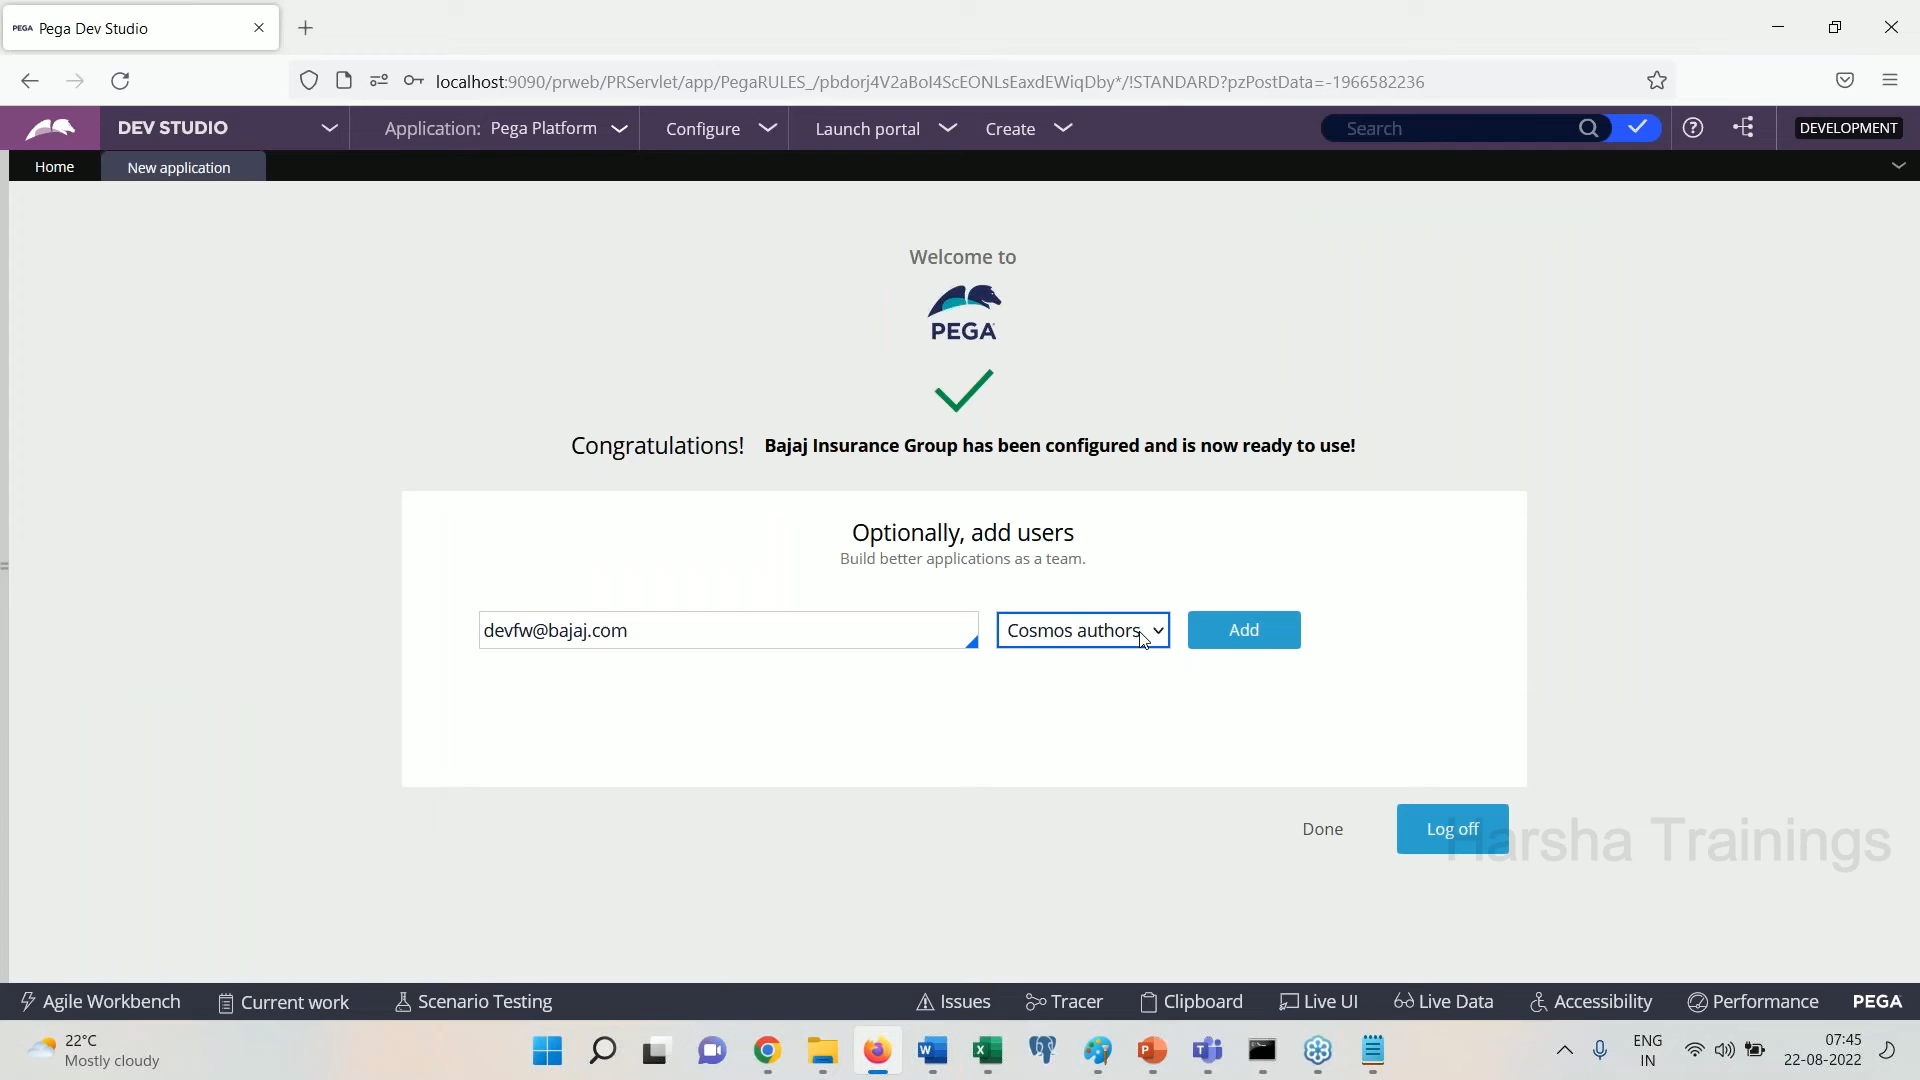 PEGA Pega Dev Studio
localhost:9090/prweb/PRServlet/app/PegaRULES_/pbdorj4V2aBoI4ScEONLsEaxdEWiqDby*/!STANDARD?pzPostData=-1966582236
DEV STUDIO Application: Pega Platform Configure Launch portal Create Search DEVELOPMENT
Home New application
Welcome to
PEGA
Congratulations! Bajaj Insurance Group has been configured and is now ready to use!
Optionally, add users
Build better applications as a team.
devfw@bajaj.com Cosmos authors Add
Done Log off
Harsha Trainings
Agile Workbench Current work Scenario Testing Issues Tracer Clipboard Live UI Live Data Accessibility Performance PEGA
22°C
Mostly cloudy
ENG
IN
07:45
22-08-2022